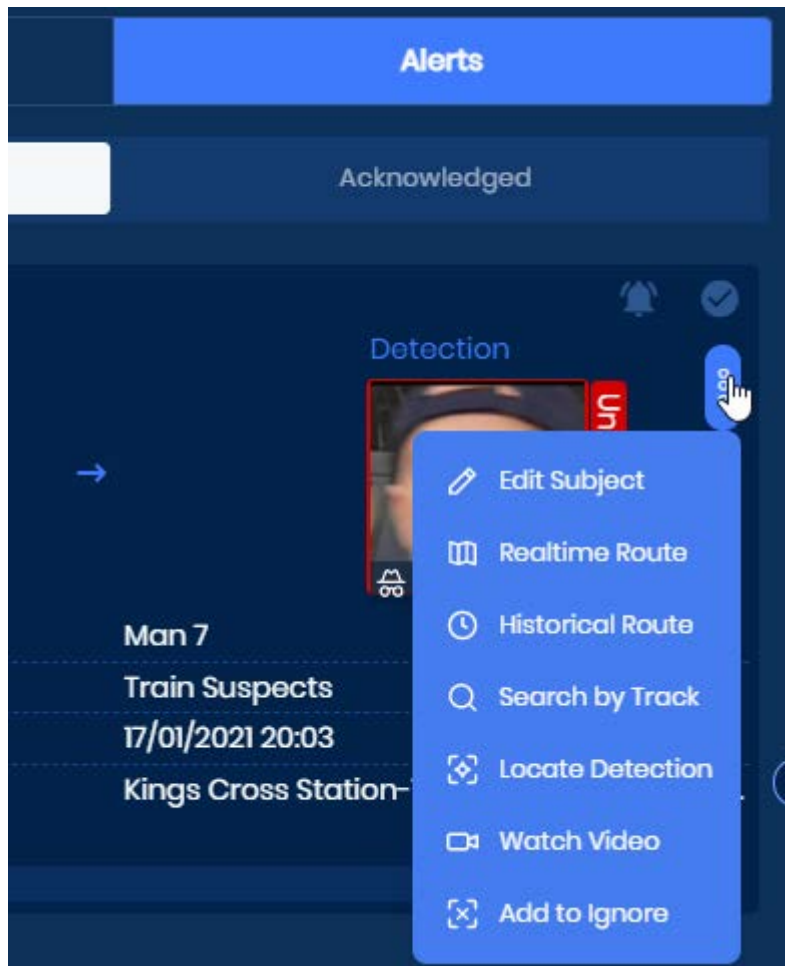 Alerts
Acknowledged
Detection
Un
Edit Subject
Realtime Route
Historical Route
Search by Track
Locate Detection
Watch Video
Add to Ignore
Man 7
Train Suspects
17/01/2021 20:03
Kings Cross Station-